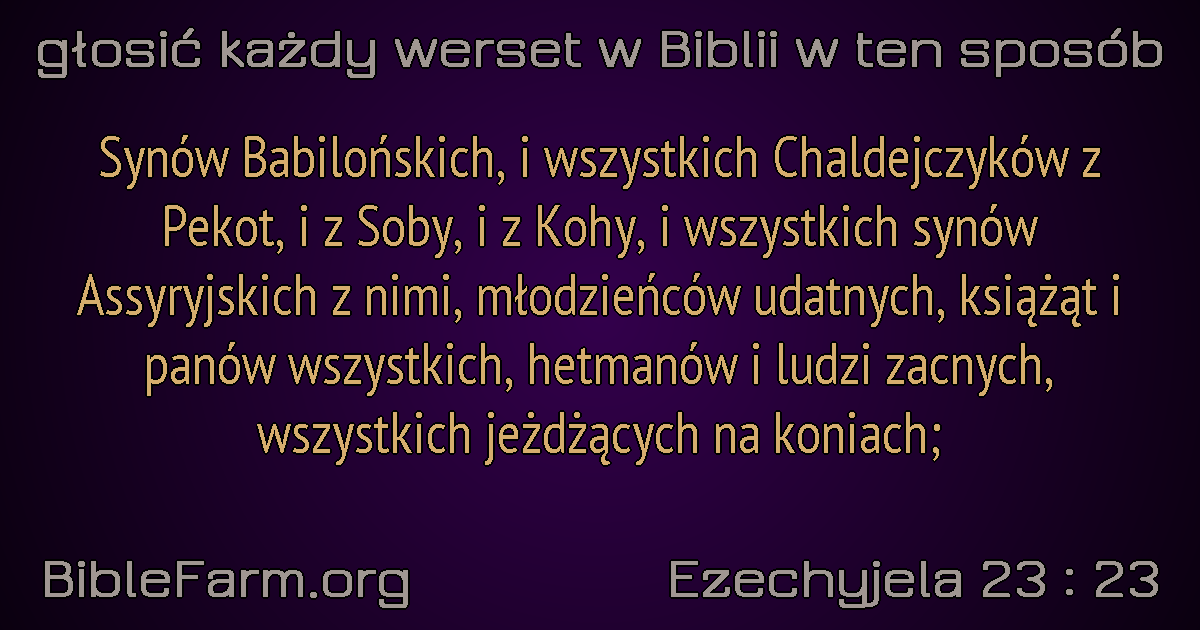 głosić każdy werset w Biblii w ten sposób
Synów Babilońskich, i wszystkich Chaldejczyków z
Pekot, i z Soby, i z Kohy, i wszystkich synów
Assyryjskich z nimi, młodzieńców udatnych, książąt i
panów wszystkich, hetmanów i ludzi zacnych,
wszystkich jeżdżących na koniach;
BibleFarm.org
Ezechyjela 23 : 23